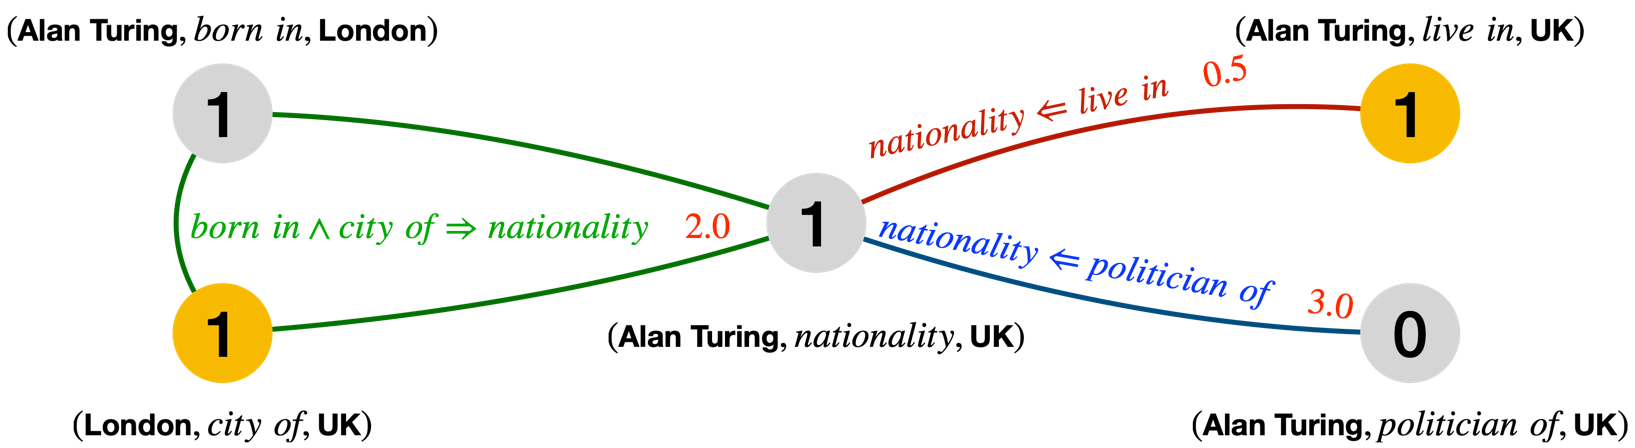 (Alan Turing, born in, London)
(Alan Turing, live in, UK)
1
1
nationality ⇐ live in 0.5
born in ∧ city of ⇒ nationality 2.0
1
nationality ⇐ politician of 3.0
1
0
(Alan Turing, nationality, UK)
(London, city of, UK)
(Alan Turing, politician of, UK)